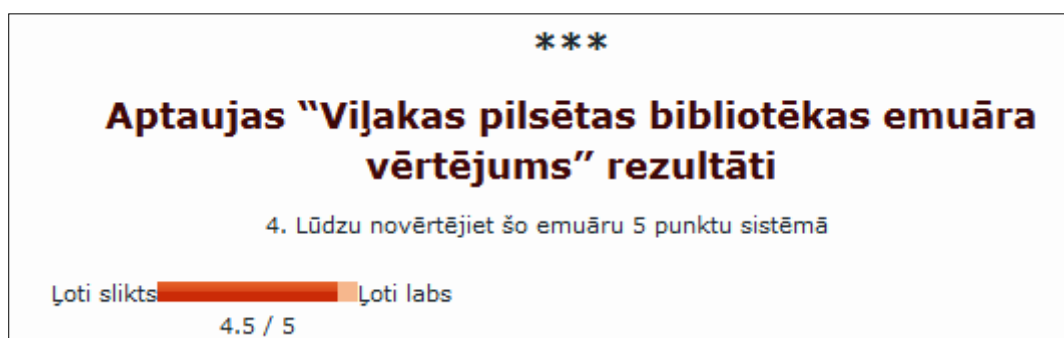 ***
Aptaujas “Viļakas pilsētas bibliotēkas emuāra
vērtējums” rezultāti
4. Lūdzu novērtējiet šo emuāru 5 punktu sistēmā
Ļoti slikts Ļoti labs
4.5 / 5